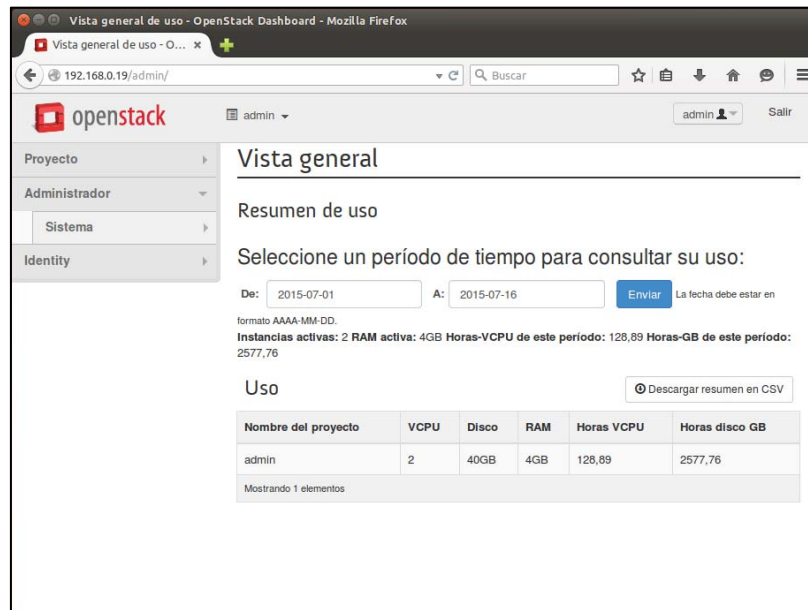 Vista general de uso - OpenStack Dashboard - Mozilla Firefox
Vista general de uso - O...
192.168.0.19/admin/
Buscar
openstack
admin
admin
Salir
Proyecto
Administrador
Sistema
Identity
Vista general
Resumen de uso
Seleccione un período de tiempo para consultar su uso:
De: 2015-07-01 A: 2015-07-16 Enviar La fecha debe estar en
formato AAAA-MM-DD.
Instancias activas: 2 RAM activa: 4GB Horas-VCPU de este período: 128,89 Horas-GB de este período:
2577,76
Uso
Descargar resumen en CSV
Nombre del proyecto VCPU Disco RAM Horas VCPU Horas disco GB
admin 2 40GB 4GB 128,89 2577,76
Mostrando 1 elementos